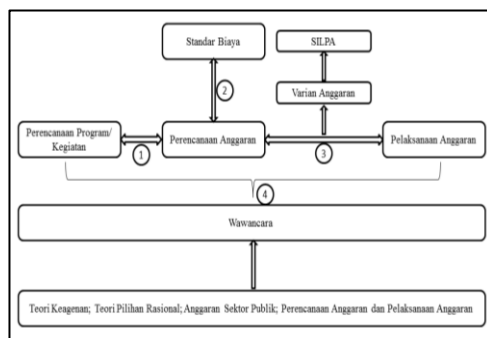 Standar Biaya
SILPA
2
Varian Anggaran
Perencanaan Program/
Kegiatan
Perencanaan Anggaran
Pelaksanaan Anggaran
1
3
4
Wawancara
Teori Keagenan; Teori Pilihan Rasional; Anggaran Sektor Publik; Perencanaan Anggaran dan Pelaksanaan Anggaran